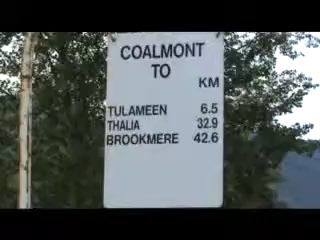 COALMONT
TO
KM
TULAMEEN 6.5
THALIA 32.9
BROOKMERE 42.6